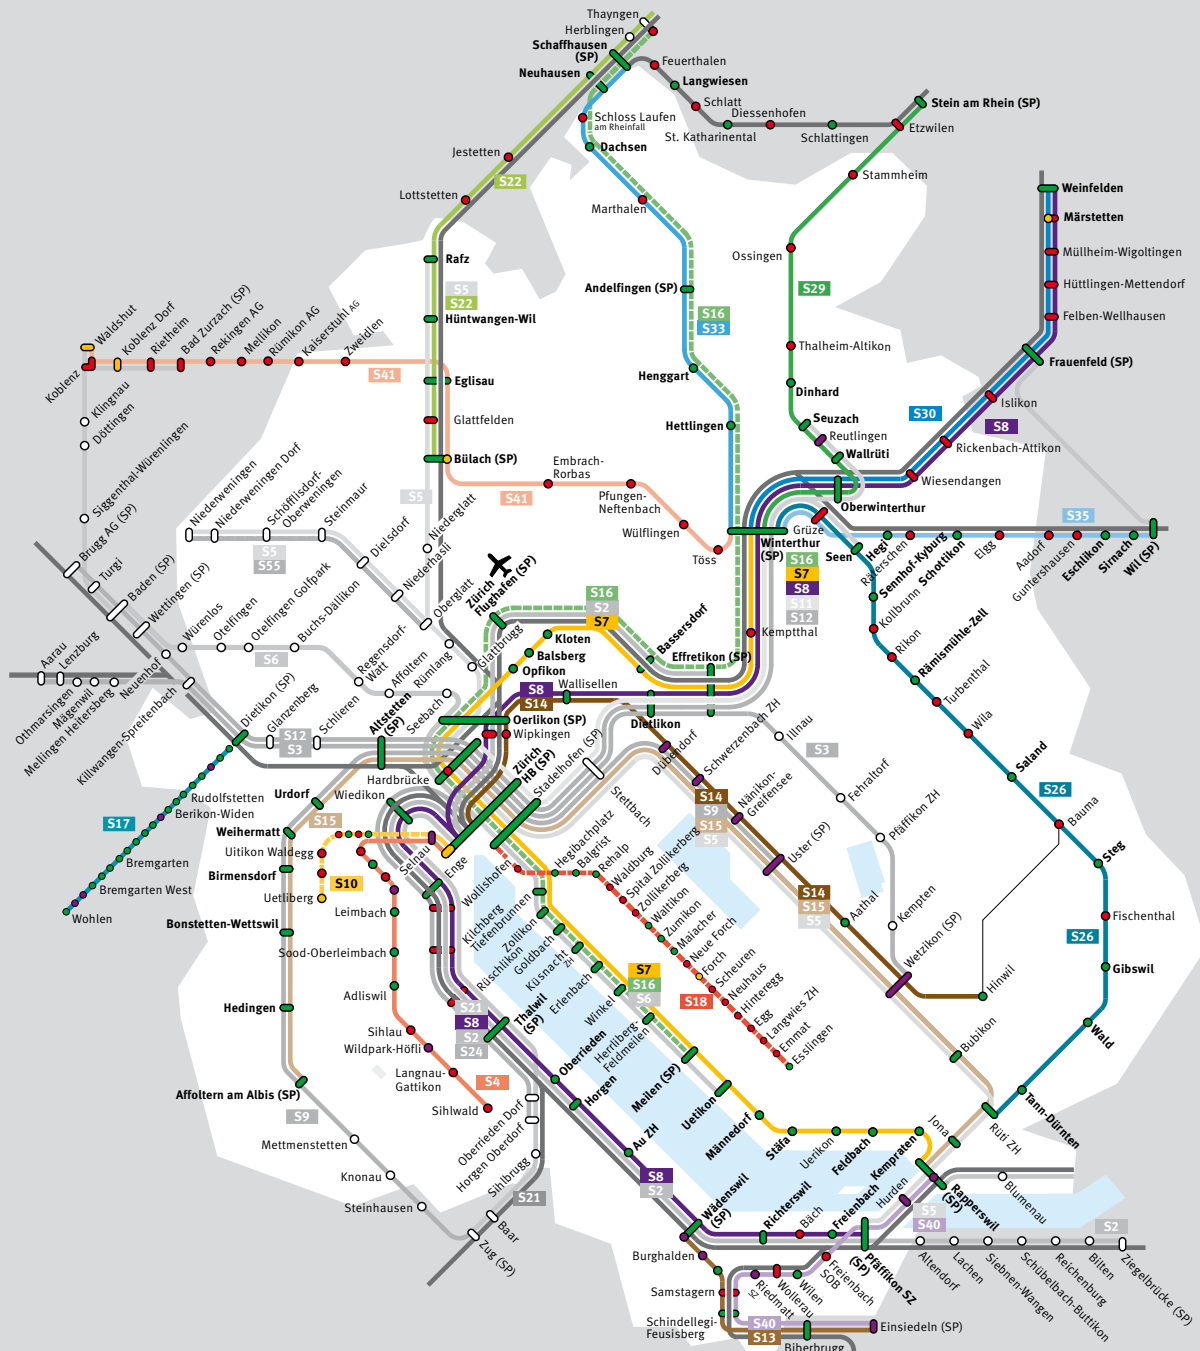 Thayngen
Herblingen
Schaffhausen
(SP)
Neuhausen
Feuerthalen
Langwiesen
Schlatt
Diessenhofen
St. Katharinental
Schlattingen
Stein am Rhein (SP)
Etzwilen
Schloss Laufen
am Rheinfall
Dachsen
Jestetten
S22
Lottstetten
Marthalen
Stammheim
Weinfelden
Märstetten
Müllheim-Wigoltingen
Hüttlingen-Mettendorf
Felben-Wellhausen
Frauenfeld (SP)
Rafz
S5
S22
Hüntwangen-Wil
Andelfingen (SP)
S16
S33
Ossingen
S29
Thalheim-Altikon
Henggart
Dinhard
Hettlingen
Seuzach
Reutlingen
Wallrüti
S30
S8
Islikon
Rickenbach-Attikon
Wiesendangen
Oberwinterthur
Waldshut
Koblenz
Koblenz Dorf
Rietheim
Bad Zurzach (SP)
Rekingen AG
Mellikon
Rümikon AG
Kaiserstuhl AG
Zweidlen
S41
Eglisau
Glattfelden
Bülach (SP)
S5
S41
Embrach-
Rorbas
Pfungen-
Neftenbach
Wülflingen
Töss
Klingnau
Döttingen
Siggenthal-Würenlingen
Brugg AG (SP)
Turgi
Baden (SP)
Wettingen (SP)
Niederweningen
Niederweningen Dorf
Schöfflisdorf-
Oberweningen
Steinmaur
S5
S55
Dielsdorf
Niederhasli
Niederglatt
Oberglatt
Würenlos
Otelfingen
Otelfingen Golfpark
Buchs-Dällikon
S6
Regensdorf-
Watt
Affoltern
Rümlang
Seebach
Glattbrugg
Zürich
Flughafen (SP)
S16
S2
S7
Kloten
Balsberg
Opfikon
Bassersdorf
Effretikon (SP)
Kemptthal
Winterthur
(SP)
S16
S7
S8
S11
S12
Grüze
S35
Seen
Hegi
Räterschen
Sennhof-Kyburg
Schottikon
Elgg
Aadorf
Guntershausen
Eschlikon
Sirnach
Wil (SP)
Kollbrunn
Rikon
Rämismühle-Zell
Turbenthal
Wila
Saland
S26
Bauma
Steg
Fischenthal
S26
Gibswil
Wald
Tann-Dürnten
Aarau
Lenzburg
Othmarsingen
Mägenwil
Mellingen Heitersberg
Neuenhof
Killwangen-Spreitenbach
Dietikon (SP)
Glanzenberg
S12
S3
Schlieren
Altstetten
(SP)
Hardbrücke
S8
S14
Wallisellen
Oerlikon (SP)
Wipkingen
Zürich
HB (SP)
Stadelhofen (SP)
Stettbach
Dietlikon
Dübendorf
Schwerzenbach ZH
Nänikon-
Greifensee
S14
S9
S15
S5
Uster (SP)
S14
S15
S5
Aathal
Wetzikon (SP)
Illnau
S3
Fehraltorf
Pfäffikon ZH
Kempten
Hinwil
Bubikon
Rüti ZH
Rudolfstetten
Berikon-Widen
S17
Bremgarten
Bremgarten West
Wohlen
Urdorf
S15
Weihermatt
Uitikon Waldegg
Birmensdorf
S10
Uetliberg
Bonstetten-Wettswil
Hedingen
Affoltern am Albis (SP)
S9
Mettmenstetten
Knonau
Steinhausen
Zug (SP)
Baar
Wiedikon
Selnau
Enge
Leimbach
Sood-Oberleimbach
Adliswil
Sihlau
Wildpark-Höfli
Langnau-
Gattikon
S4
Sihlwald
Wollishofen
Kilchberg
Rüschlikon
S21
S8
S2
S24
Thalwil
(SP)
Oberrieden
Horgen
Oberrieden Dorf
Horgen Oberdorf
Sihlbrugg
S21
Au ZH
S8
S2
Wädenswil
(SP)
Hegibachplatz
Balgrist
Rehalp
Waldburg
Spital Zollikerberg
Zollikerberg
Waltikon
Zumikon
Maiacher
Neue Forch
Forch
Scheuren
Neuhaus
Hinteregg
Egg
Langwies ZH
Emmat
Esslingen
S18
Tiefenbrunnen
Zollikon
Goldbach
Küsnacht
ZH
Erlenbach
Winkel
Herrliberg-
Feldmeilen
S7
S16
S6
Meilen (SP)
Uetikon
Männedorf
Stäfa
Uerikon
Feldbach
Kempraten
Jona
Rapperswil
(SP)
Blumenau
Hurden
S5
S40
Richterswil
Bäch
Freienbach
Pfäffikon SZ
(SP)
Freienbach
SOB
Altendorf
Lachen
Siebnen-Wangen
Schübelbach-Buttikon
Reichenburg
Bilten
Ziegelbrücke (SP)
S2
Burghalden
Samstagern
Riedmatt
SZ
Wollerau
Wilen
Schindellegi-
Feusisberg
S40
S13
Einsiedeln (SP)
Biberbrugg